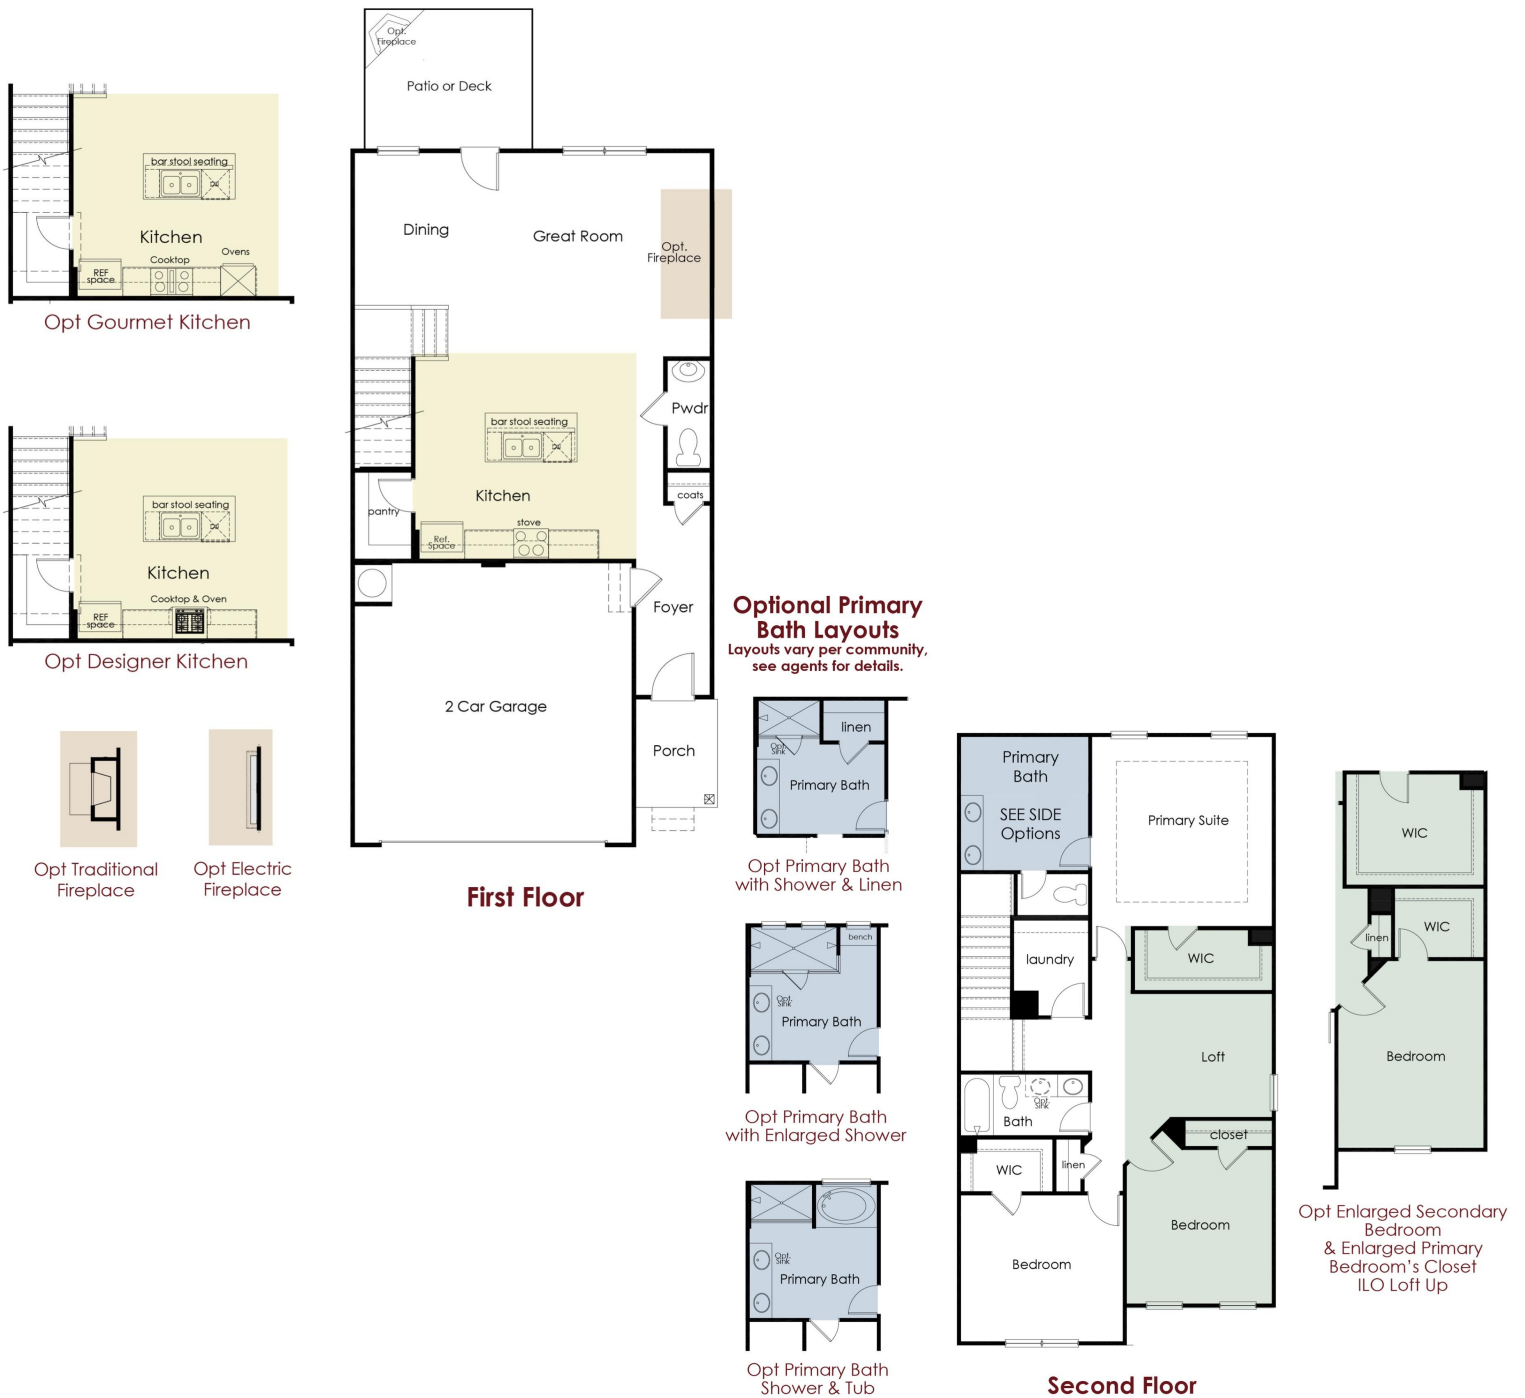 Opt.
Fireplace
Patio or Deck
Dining
Great Room
Opt.
Fireplace
bar stool seating
DW
Kitchen
Pwdr
coats
pantry
Ref.
Space
stove
Foyer
2 Car Garage
Porch
First Floor
bar stool seating
DW
Kitchen
Cooktop
Ovens
REF
space
Opt Gourmet Kitchen
bar stool seating
DW
Kitchen
Cooktop & Oven
REF
space
Opt Designer Kitchen
Opt Traditional
Fireplace
Opt Electric
Fireplace
Optional Primary
Bath Layouts
Layouts vary per community,
see agents for details.
linen
Opt.
Sink
Primary Bath
Opt Primary Bath
with Shower & Linen
bench
Opt.
Sink
Primary Bath
Opt Primary Bath
with Enlarged Shower
Opt.
Sink
Primary Bath
Opt Primary Bath
Shower & Tub
Primary
Bath
SEE SIDE
Options
Primary Suite
laundry
WIC
Loft
Opt.
Sink
Bath
closet
WIC
linen
Bedroom
Bedroom
Second Floor
WIC
linen
WIC
Bedroom
Opt Enlarged Secondary
Bedroom
& Enlarged Primary
Bedroom's Closet
ILO Loft Up